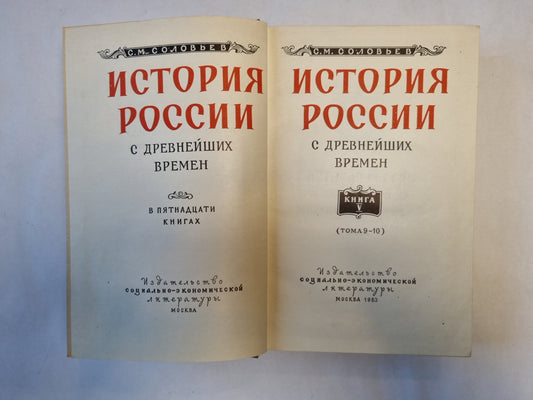 С. М. СОЛОВЬЕВ
ИСТОРИЯ
РОССИИ
С ДРЕВНЕЙШИХ
ВРЕМЕН
В ПЯТНАДЦАТИ
КНИГАХ
Издательство
социально-экономической
литературы
МОСКВА
С. М. СОЛОВЬЕВ
ИСТОРИЯ
РОССИИ
С ДРЕВНЕЙШИХ
ВРЕМЕН
КНИГА
V
(ТОМА 9-10)
Издательство
социально-экономической
литературы
МОСКВА 1963